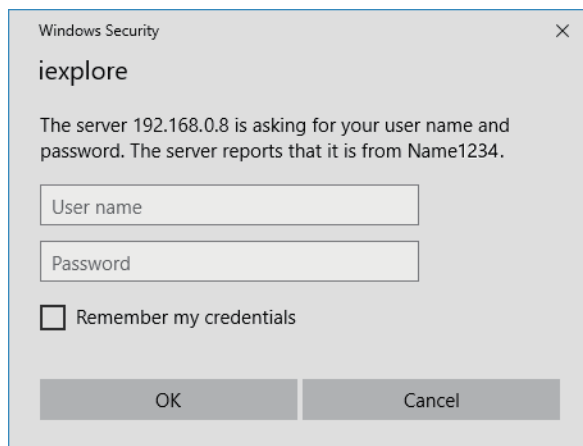 Windows Security
iexplore
The server 192.168.0.8 is asking for your user name and
password. The server reports that it is from Name1234.
User name
Password
Remember my credentials
OK
Cancel